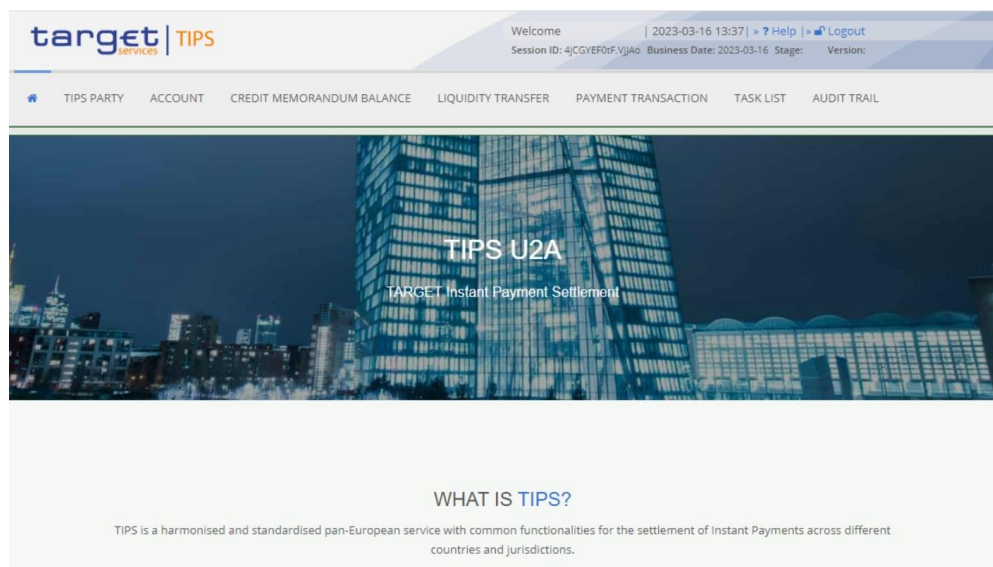 target services | TIPS
Welcome | 2023-03-16 13:37| » ? Help |» Logout
Session ID: 4jCGYEF0tF.VjJAo Business Date: 2023-03-16 Stage: Version:
TIPS PARTY ACCOUNT CREDIT MEMORANDUM BALANCE LIQUIDITY TRANSFER PAYMENT TRANSACTION TASK LIST AUDIT TRAIL
TIPS U2A
TARGET Instant Payment Settlement
WHAT IS TIPS?
TIPS is a harmonised and standardised pan-European service with common functionalities for the settlement of Instant Payments across different
countries and jurisdictions.